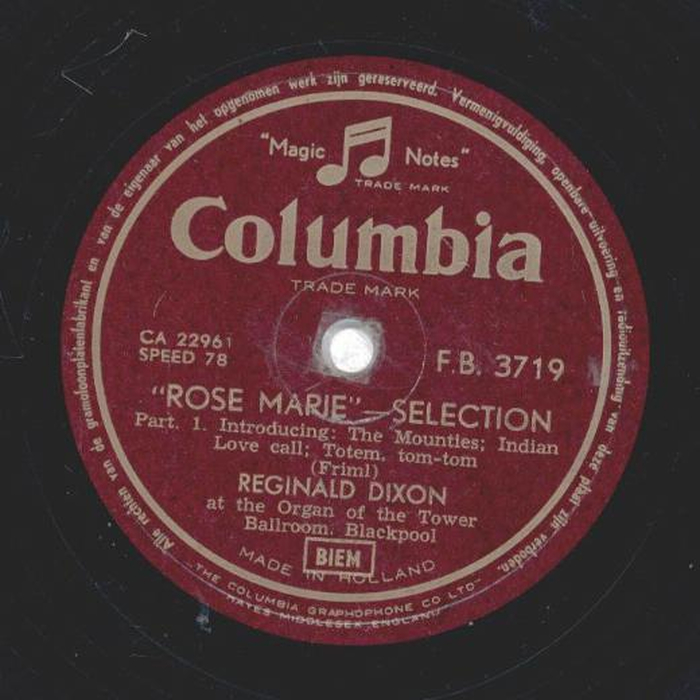 Alle rechten van de gramofoonplatenfabrikant en van de eigenaar van het opgenomen werk zijn gereserveerd. Vermenigvuldiging, openbare uitvoering en radiouitzending van deze plaat zijn verboden.
"Magic Notes"
TRADE MARK
Columbia
TRADE MARK
CA 22961
SPEED 78
F.B. 3719
"ROSE MARIE"—SELECTION
Part. 1. Introducing: The Mounties; Indian
Love call; Totem. tom-tom
(Friml)
REGINALD DIXON
at the Organ of the Tower
Ballroom. Blackpool
BIEM
MADE IN HOLLAND
THE COLUMBIA GRAPHOPHONE CO LTD
HAYES MIDDLESEX ENGLAND